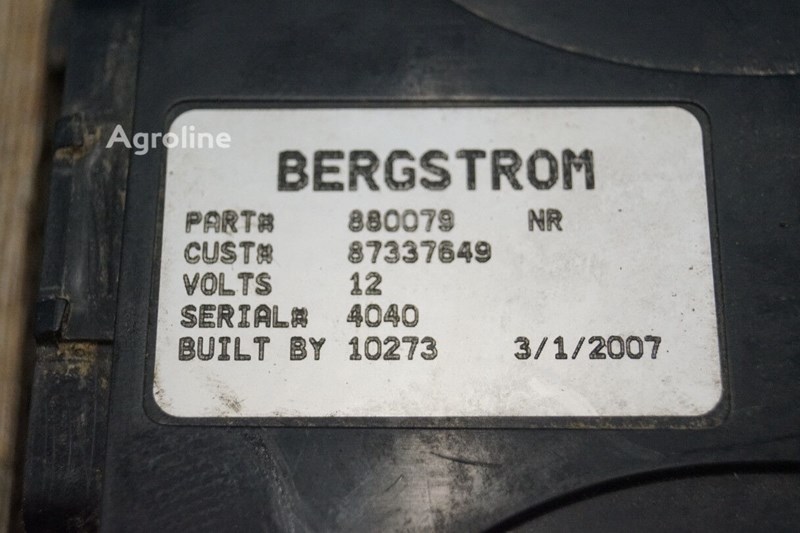 Agroline
BERGSTROM
PART# 880079 NR
CUST# 87337649
VOLTS 12
SERIAL# 4040
BUILT BY 10273 3/1/2007